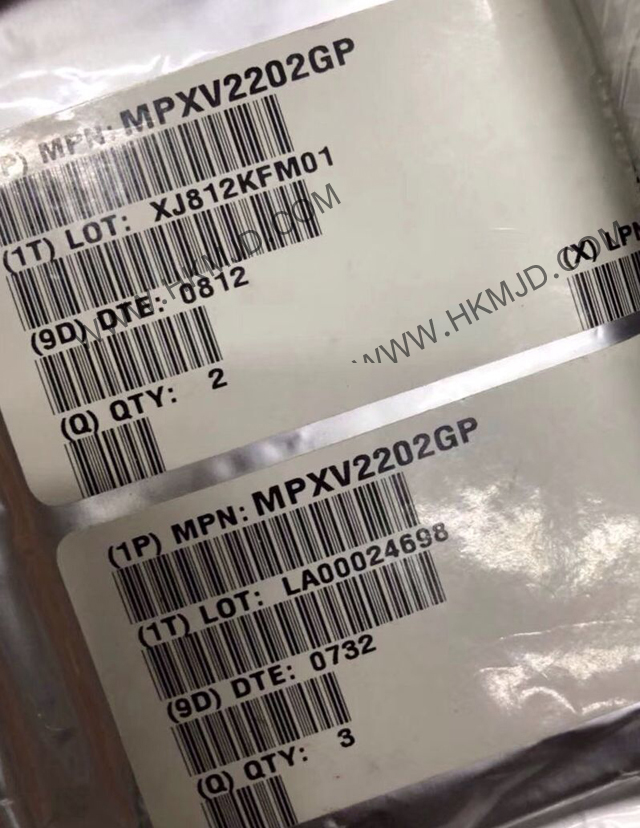 P) MPN: MPXV2202GP
(1T) LOT: XJ812KFM01
(9D) DTE: 0812
(Q) QTY: 2
(X) LPN
WWW.HKMJD.COM
WWW.HKMJD.COM
(1P) MPN: MPXV2202GP
(1T) LOT: LA00024698
(9D) DTE: 0732
(Q) QTY: 3